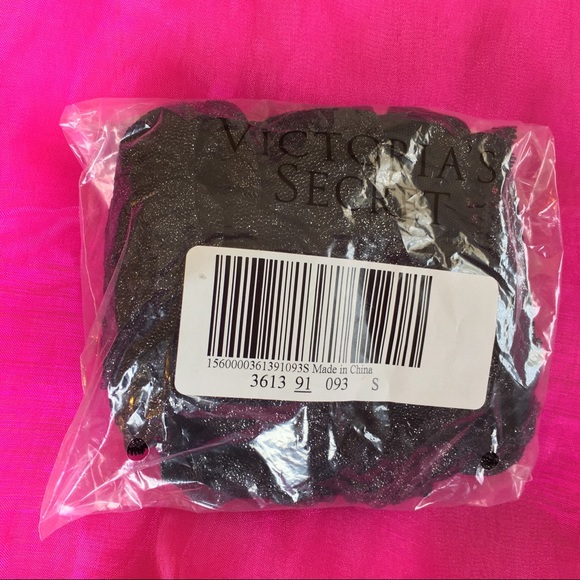 VICTORIA'S
SECRET
1560000361391093S Made in China
3613 91 093 S